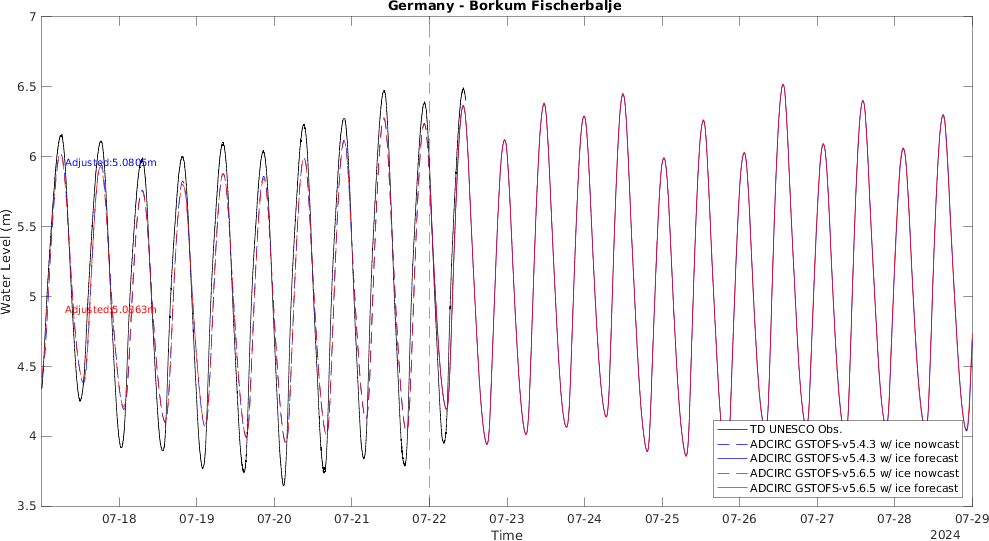 Germany - Borkum Fischerbalje
7
6.5
6
5.5
5
4.5
4
3.5
Water Level (m)
Adjusted:5.0805m
Adjusted:5.0363m
TD UNESCO Obs.
ADCIRC GSTOFS-v5.4.3 w/ ice nowcast
ADCIRC GSTOFS-v5.4.3 w/ ice forecast
ADCIRC GSTOFS-v5.6.5 w/ ice nowcast
ADCIRC GSTOFS-v5.6.5 w/ ice forecast
07-18 07-19 07-20 07-21 07-22 07-23 07-24 07-25 07-26 07-27 07-28 07-29
Time
2024